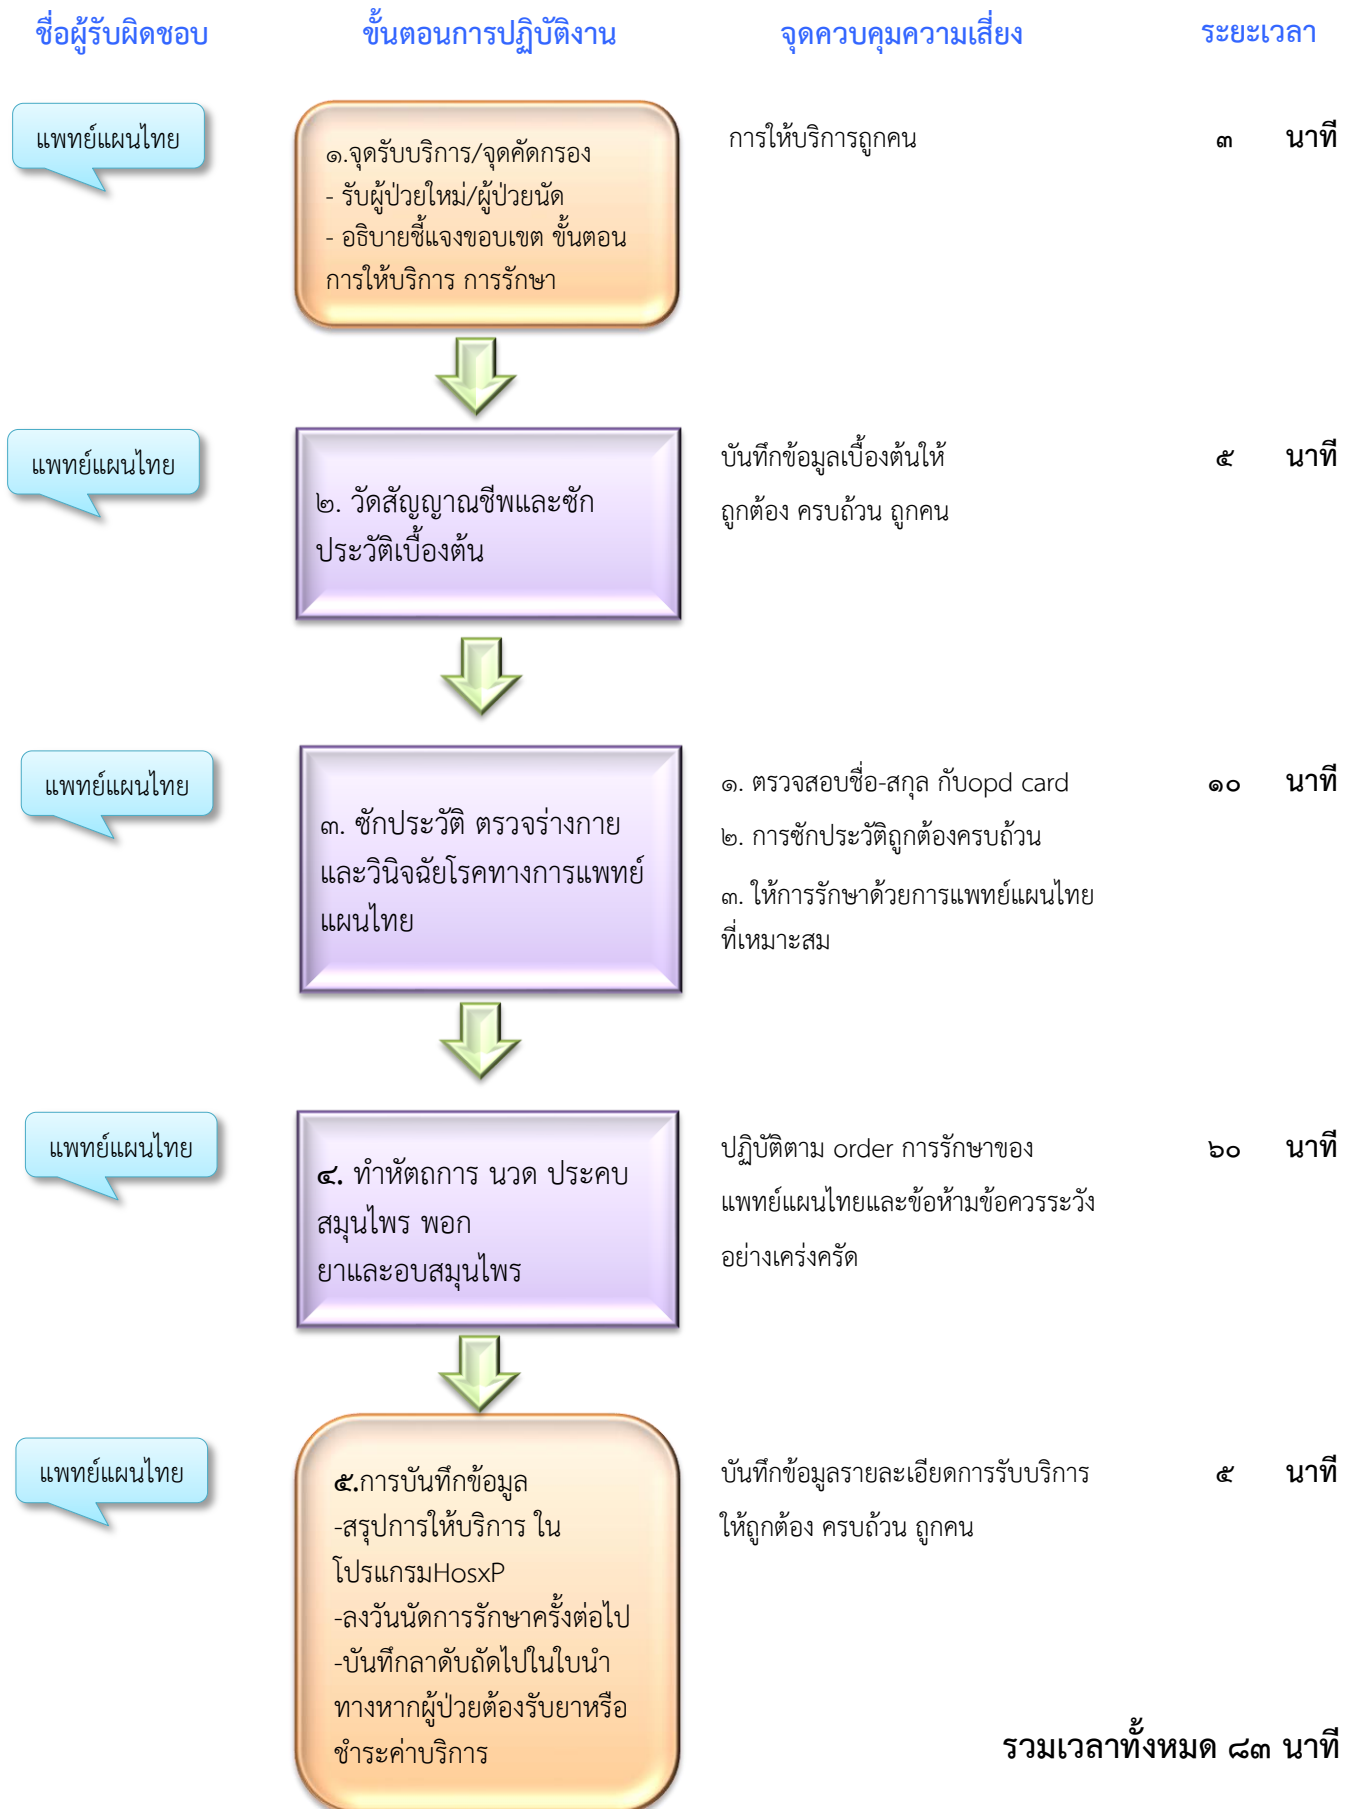 ชื่อผู้รับผิดชอบ ขั้นตอนการปฏิบัติงาน จุดควบคุมความเสี่ยง ระยะเวลา
แพทย์แผนไทย
๑.จุดรับบริการ/จุดคัดกรอง
- รับผู้ป่วยใหม่/ผู้ป่วยนัด
- อธิบายชี้แจงขอบเขต ขั้นตอน
การให้บริการ การรักษา
การให้บริการถูกคน
๓ นาที
แพทย์แผนไทย
๒. วัดสัญญาณชีพและซัก
ประวัติเบื้องต้น
บันทึกข้อมูลเบื้องต้นให้
ถูกต้อง ครบถ้วน ถูกคน
๕ นาที
แพทย์แผนไทย
๓. ซักประวัติ ตรวจร่างกาย
และวินิจฉัยโรคทางการแพทย์
แผนไทย
๑. ตรวจสอบชื่อ-สกุล กับopd card
๒. การซักประวัติถูกต้องครบถ้วน
๓. ให้การรักษาด้วยการแพทย์แผนไทย
ที่เหมาะสม
๑๐ นาที
แพทย์แผนไทย
๔. ทำหัตถการ นวด ประคบ
สมุนไพร พอก
ยาและอบสมุนไพร
ปฏิบัติตาม order การรักษาของ
แพทย์แผนไทยและข้อห้ามข้อควรระวัง
อย่างเคร่งครัด
๖๐ นาที
แพทย์แผนไทย
๕.การบันทึกข้อมูล
-สรุปการให้บริการ ใน
โปรแกรมHosxP
-ลงวันนัดการรักษาครั้งต่อไป
-บันทึกลาดับถัดไปในใบนำ
ทางหากผู้ป่วยต้องรับยาหรือ
ชำระค่าบริการ
บันทึกข้อมูลรายละเอียดการรับบริการ
ให้ถูกต้อง ครบถ้วน ถูกคน
๕ นาที
รวมเวลาทั้งหมด ๘๓ นาที